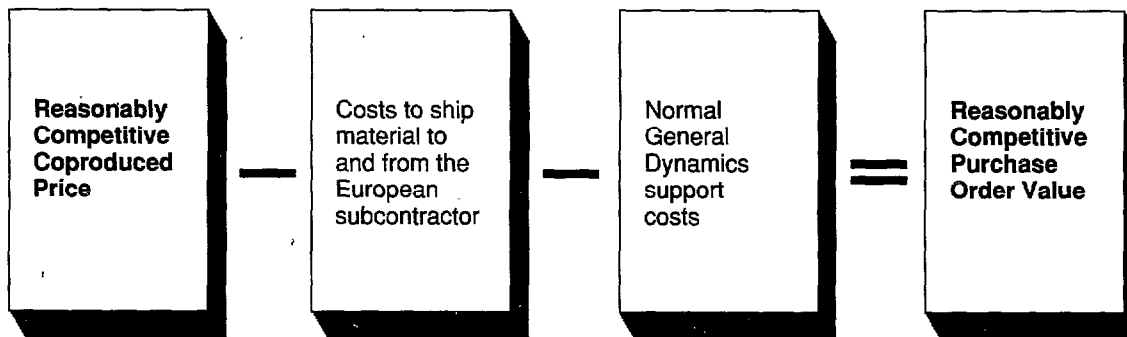 Reasonably
Competitive
Coproduced
Price
—
Costs to ship
material to
and from the
European
subcontractor
—
Normal
General
Dynamics
support
costs
=
Reasonably
Competitive
Purchase
Order Value